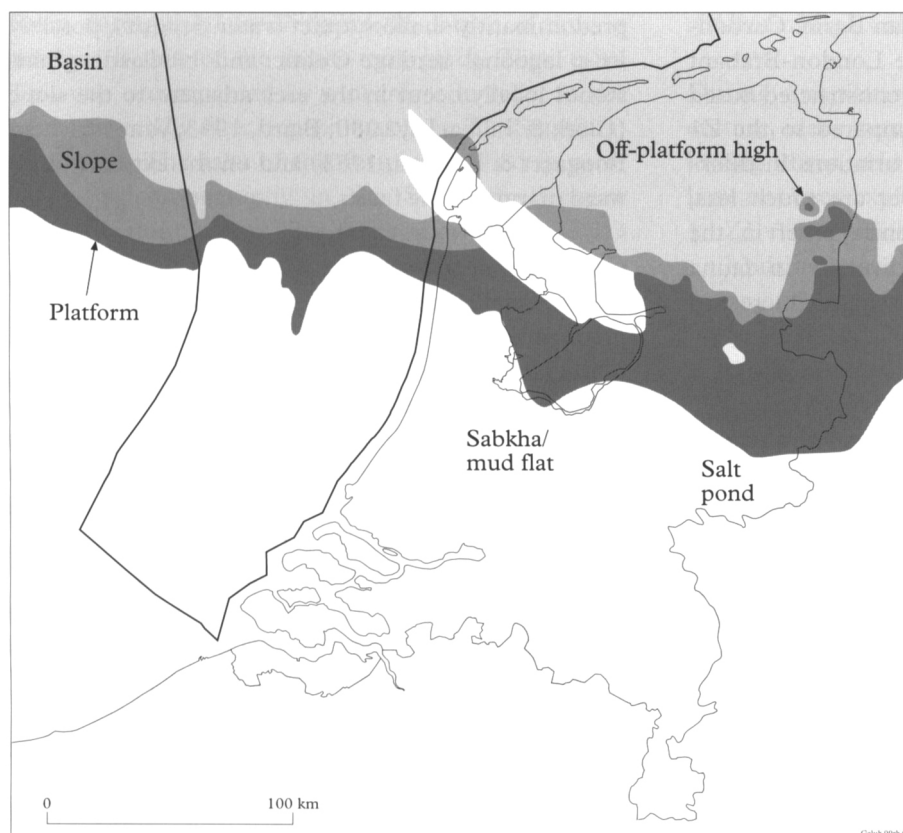 Basin
Slope
Off-platform high
Platform
Sabkha/
mud flat
Salt
pond
0
100 km